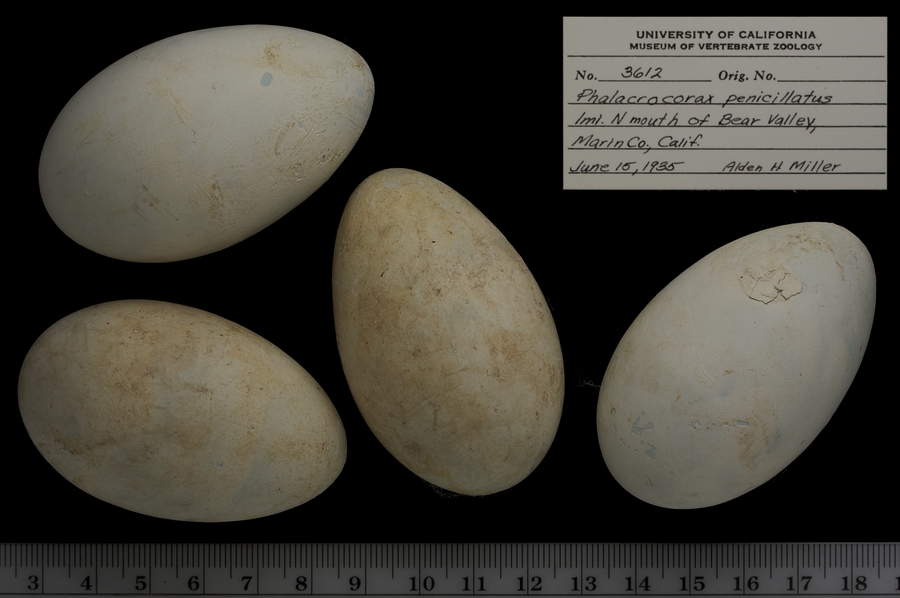 UNIVERSITY OF CALIFORNIA
MUSEUM OF VERTEBRATE ZOOLOGY
No. 3612 Orig. No.
Phalacrocorax penicillatus
1mi. N mouth of Bear Valley,
Marin Co., Calif.
June 15, 1935 Alden H Miller
3 4 5 6 7 8 9 10 11 12 13 14 15 16 17 18